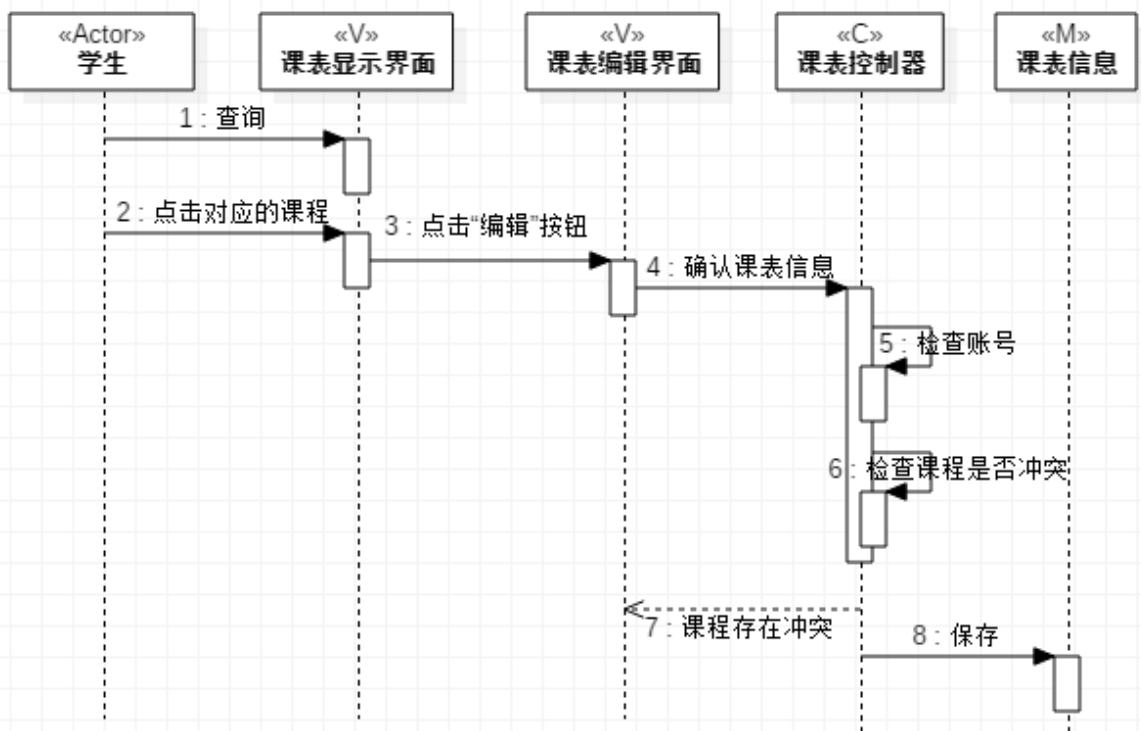 «Actor»
学生
«V»
课表显示界面
«V»
课表编辑界面
«C»
课表控制器
«M»
课表信息
1 : 查询
2 : 点击对应的课程
3 : 点击“编辑”按钮
4 : 确认课表信息
5 : 检查账号
6 : 检查课程是否冲突
7 : 课程存在冲突
8 : 保存